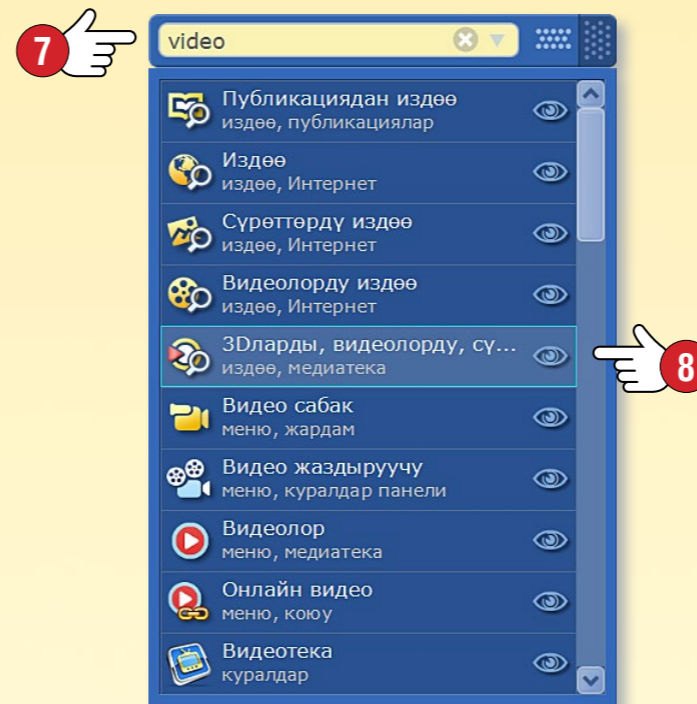 7
video
Публикациядан издөө
издөө, публикациялар
Издөө
издөө, Интернет
Сүрөттөрдү издөө
издөө, Интернет
Видеолорду издөө
издөө, Интернет
3Dларды, видеолорду, сү...
издөө, медиатека
8
Видео сабак
меню, жардам
Видео жаздыруучу
меню, куралдар панели
Видеолор
меню, медиатека
Онлайн видео
меню, коюу
Видеотека
куралдар